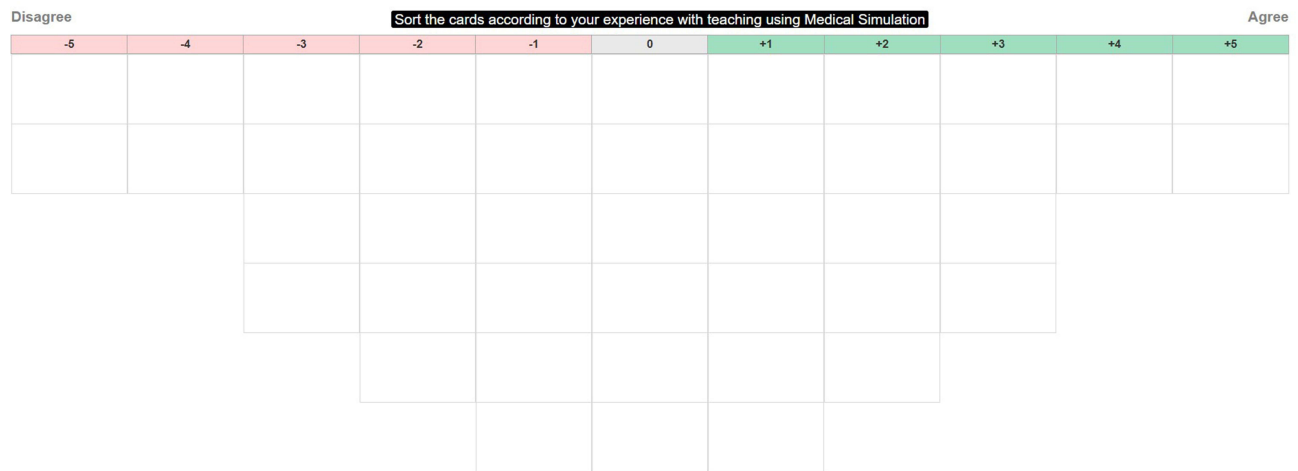 Disagree Sort the cards according to your experience with teaching using Medical Simulation Agree
-5 -4 -3 -2 -1 0 +1 +2 +3 +4 +5